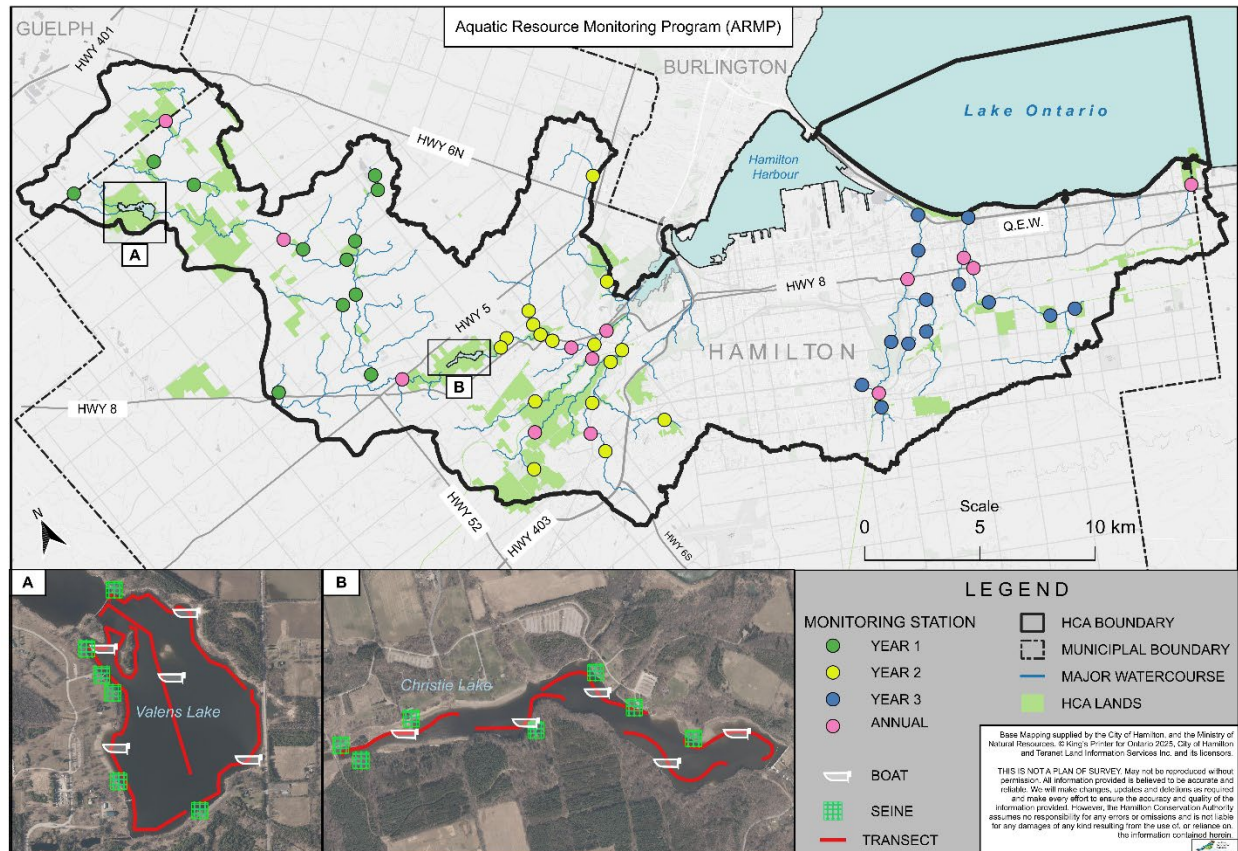 Aquatic Resource Monitoring Program (ARMP)
GUELPH
HWY 401
BURLINGTON
Lake Ontario
HWY 6N
Hamilton
Harbour
A
Q.E.W.
HWY 8
HWY 5
HAMILTON
B
HWY 8
N
HWY 52
HWY 403
HWY 6S
Scale
0 5 10 km
A
Valens Lake
B
Christie Lake
LEGEND
MONITORING STATION
YEAR 1
YEAR 2
YEAR 3
ANNUAL
BOAT
SEINE
TRANSECT
HCA BOUNDARY
MUNICIPLAL BOUNDARY
MAJOR WATERCOURSE
HCA LANDS
Base Mapping supplied by the City of Hamilton, and the Ministry of
Natural Resources. © King's Printer for Ontario 2025, City of Hamilton
and Teranet Land Information Services Inc. and its licensors.
THIS IS NOT A PLAN OF SURVEY. May not be reproduced without
permission. All information provided is believed to be accurate and
reliable. We will make changes, updates and deletions as required
and make every effort to ensure the accuracy and quality of the
information provided. However, the Hamilton Conservation Authority
assumes no responsibility for any errors or omissions and is not liable
for any damages of any kind resulting from the use of, or reliance on,
the information contained herein.